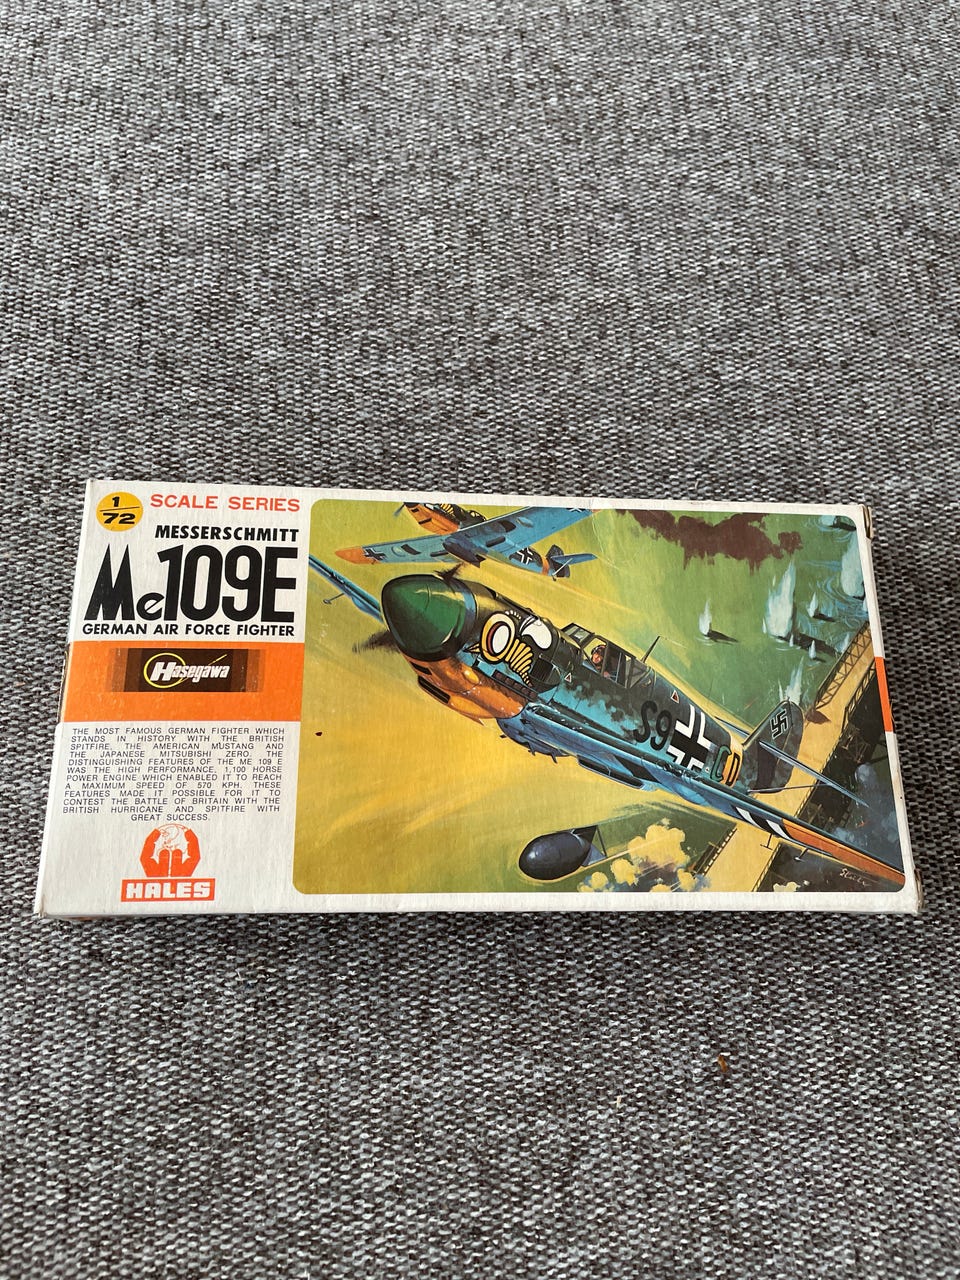 1/72 SCALE SERIES
MESSERSCHMITT
Me109E
GERMAN AIR FORCE FIGHTER
Hasegawa
THE MOST FAMOUS GERMAN FIGHTER WHICH
STANDS IN HISTORY WITH THE BRITISH
SPITFIRE, THE AMERICAN MUSTANG AND
THE JAPANESE MITSUBISHI ZERO. THE
DISTINGUISHING FEATURES OF THE ME 109 E
WAS THE HIGH PERFORMANCE, 1,100 HORSE
POWER ENGINE WHICH ENABLED IT TO REACH
A MAXIMUM SPEED OF 570 KPH. THESE
FEATURES MADE IT POSSIBLE FOR IT TO
CONTEST THE BATTLE OF BRITAIN WITH THE
BRITISH HURRICANE AND SPITFIRE WITH
GREAT SUCCESS.
HALES
S9 CD